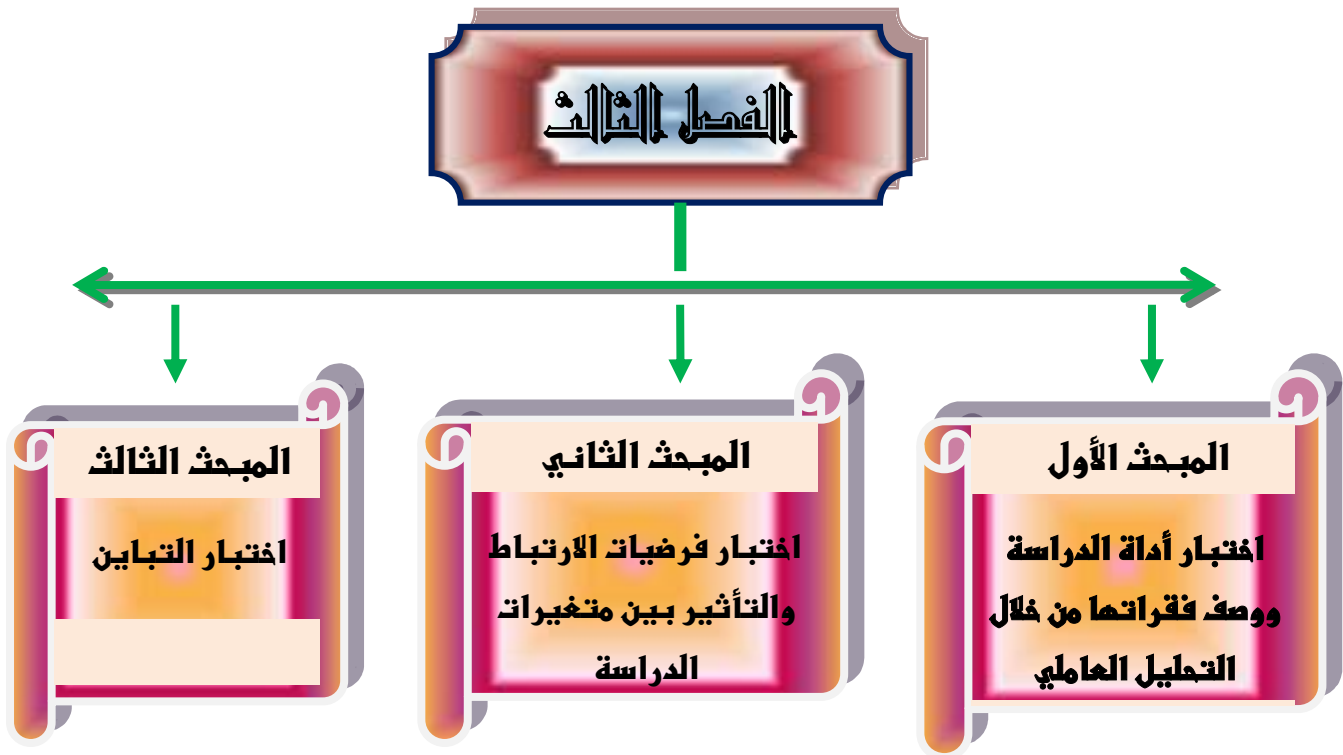 الفصل الثالث
المبحث الأول
اختبار أداة الدراسة
ووصف فقراتها من خلال
التحليل العاملي
المبحث الثاني
اختبار فرضيات الارتباط
والتأثير بين متغيرات
الدراسة
المبحث الثالث
اختبار التباين